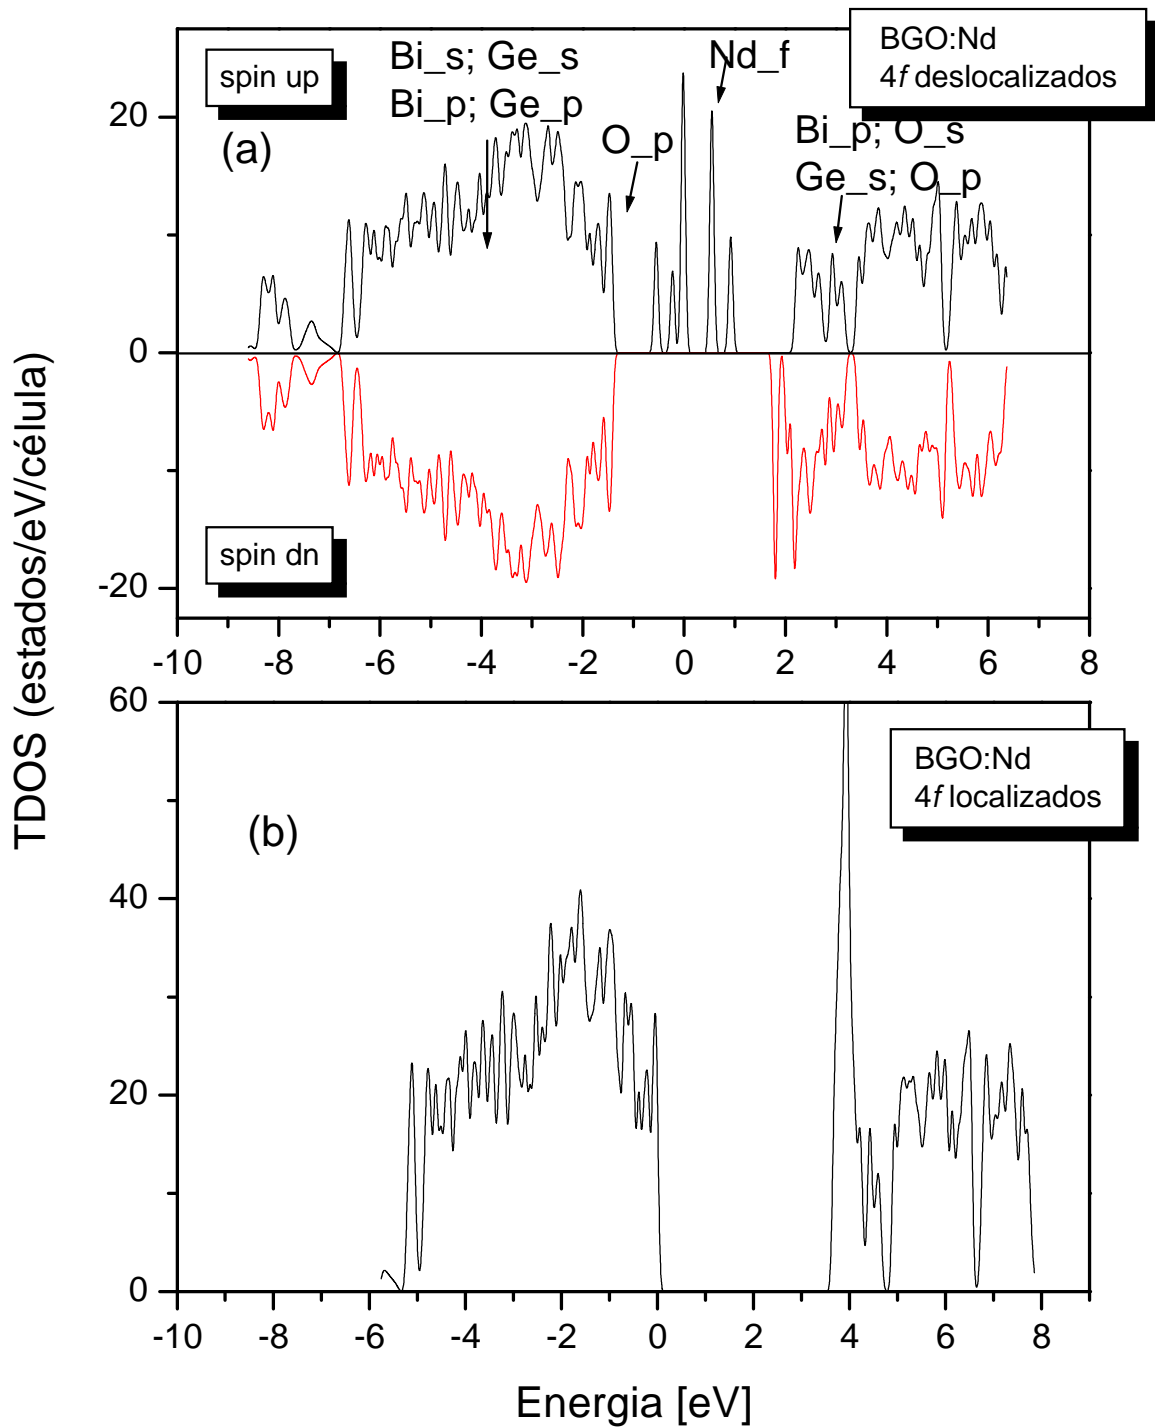 BGO:Nd
4f deslocalizados
spin up
Bi_s; Ge_s
Bi_p; Ge_p
Nd_f
(a)
O_p
Bi_p; O_s
Ge_s; O_p
spin dn
20
0
-20
-10
-8
-6
-4
-2
0
2
4
6
8
TDOS (estados/eV/célula)
BGO:Nd
4f localizados
(b)
60
40
20
0
-10
-8
-6
-4
-2
0
2
4
6
8
Energia [eV]